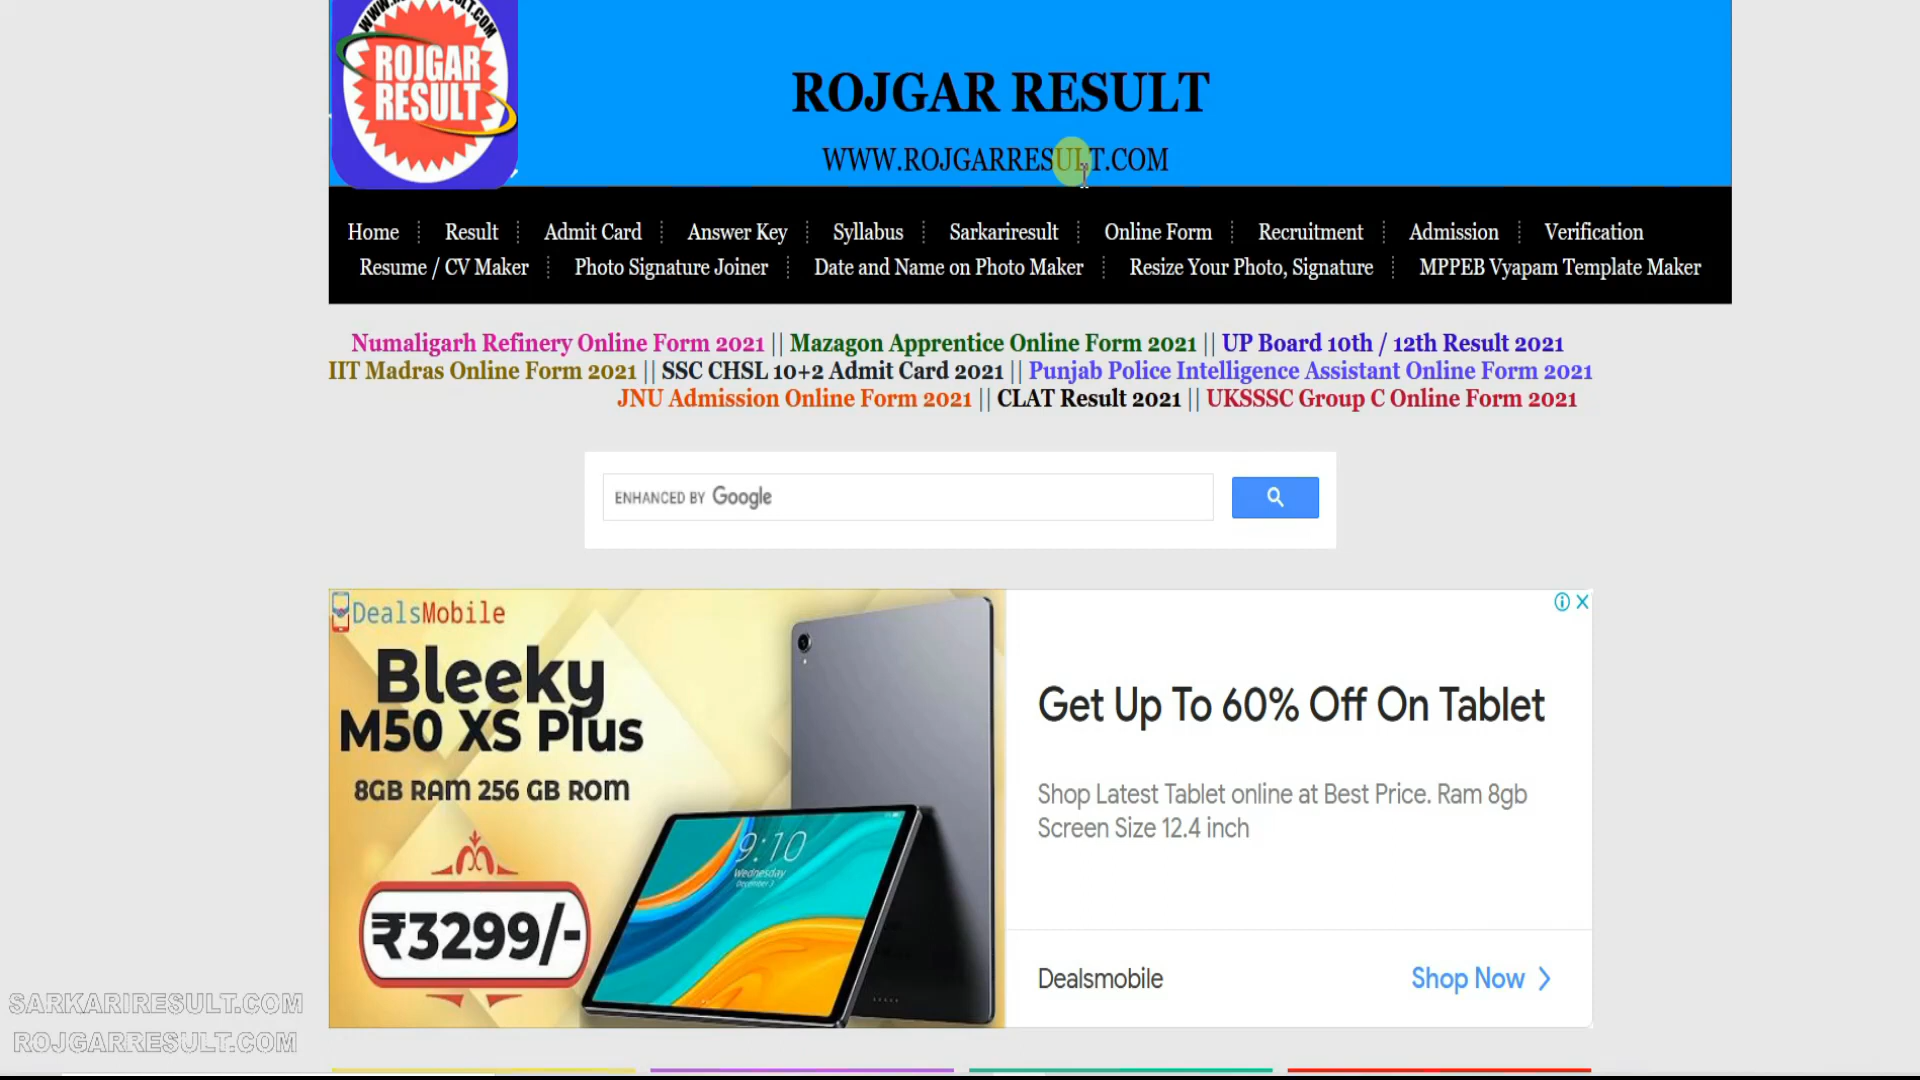 ROJGAR
RESULT
ROJGAR RESULT
WWW.ROJGARRESULT.COM
Home Result Admit Card Answer Key Syllabus Sarkariresult Online Form Recruitment Admission Verification
Resume / CV Maker Photo Signature Joiner Date and Name on Photo Maker Resize Your Photo, Signature MPPEB Vyapam Template Maker
Numaligarh Refinery Online Form 2021 || Mazagon Apprentice Online Form 2021 || UP Board 10th / 12th Result 2021
IIT Madras Online Form 2021 || SSC CHSL 10+2 Admit Card 2021 || Punjab Police Intelligence Assistant Online Form 2021
JNU Admission Online Form 2021 || CLAT Result 2021 || UKSSSC Group C Online Form 2021
ENHANCED BY Google
DealsMobile
Bleeky
M50 XS Plus
8GB RAM 256 GB ROM
₹3299/-
9:10
Wednesday
Get Up To 60% Off On Tablet
Shop Latest Tablet online at Best Price. Ram 8gb
Screen Size 12.4 inch
Dealsmobile Shop Now
SARKARIRESULT.COM
ROJGARRESULT.COM